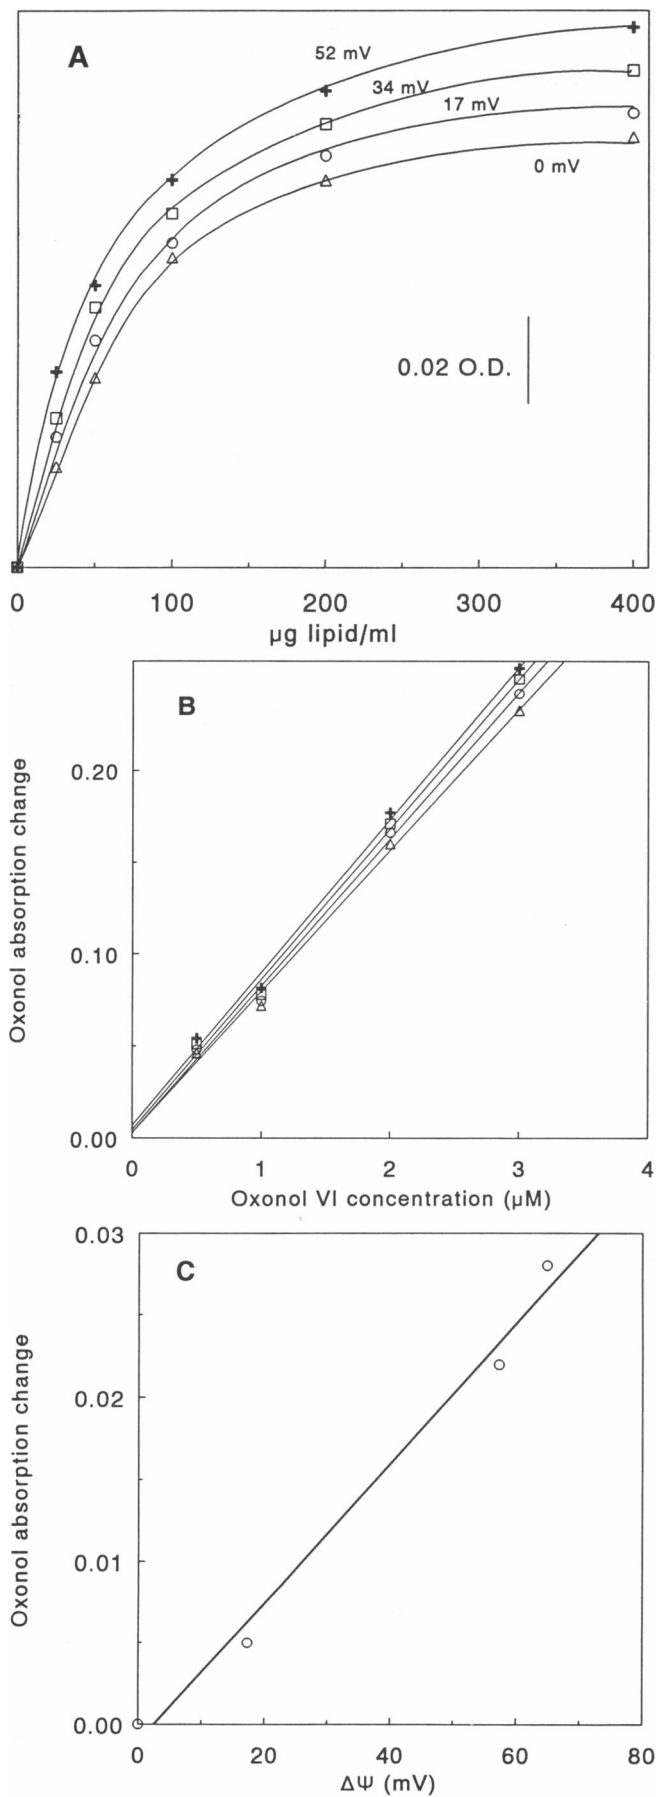 A
52 mV
34 mV
17 mV
0 mV
0.02 O.D.
0 100 200 300 400
µg lipid/ml
B
Oxonol absorption change
0.20
0.10
0.00
0 1 2 3 4
Oxonol VI concentration (µM)
C
Oxonol absorption change
0.03
0.02
0.01
0.00
0 20 40 60 80
ΔΨ (mV)